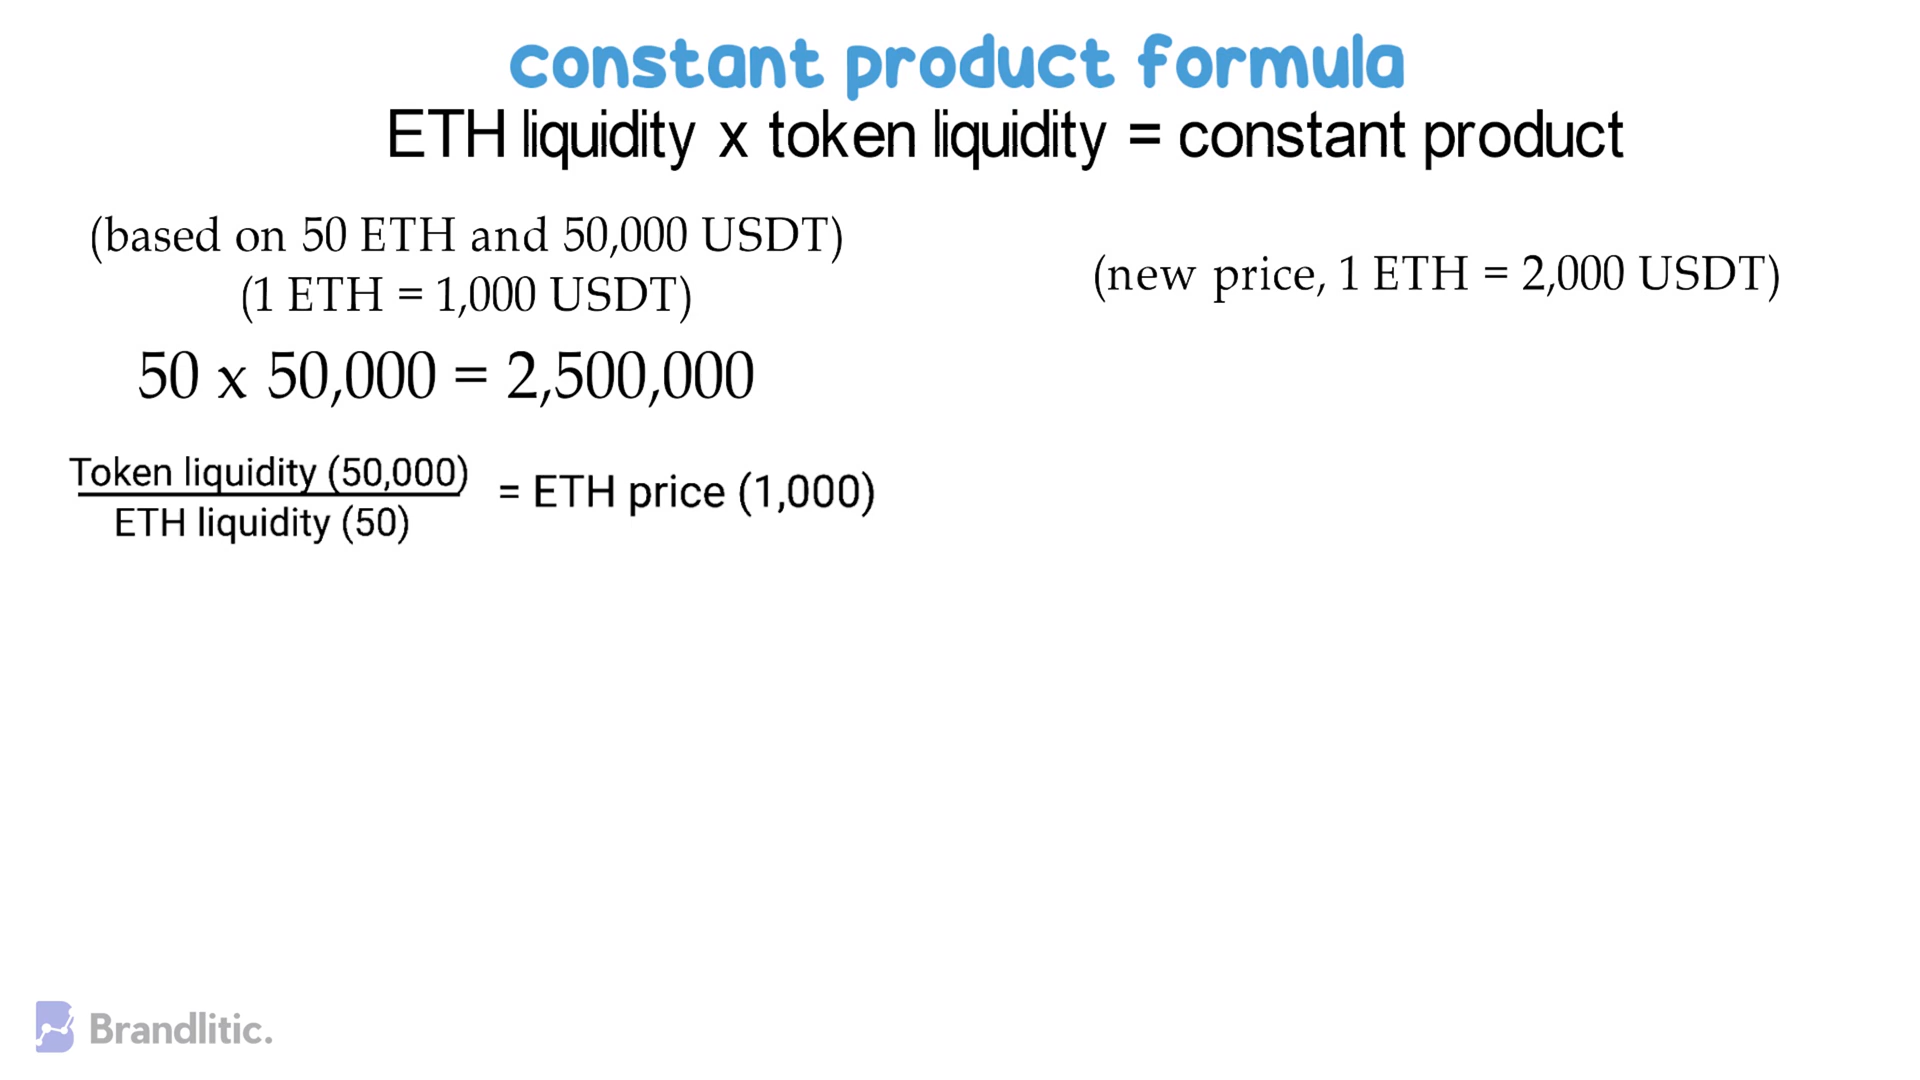 constant product formula
ETH liquidity x token liquidity = constant product
(based on 50 ETH and 50,000 USDT)
(1 ETH = 1,000 USDT)
50 x 50,000 = 2,500,000
Token liquidity (50,000)
ETH liquidity (50)
= ETH price (1,000)
(new price, 1 ETH = 2,000 USDT)
Brandlitic.